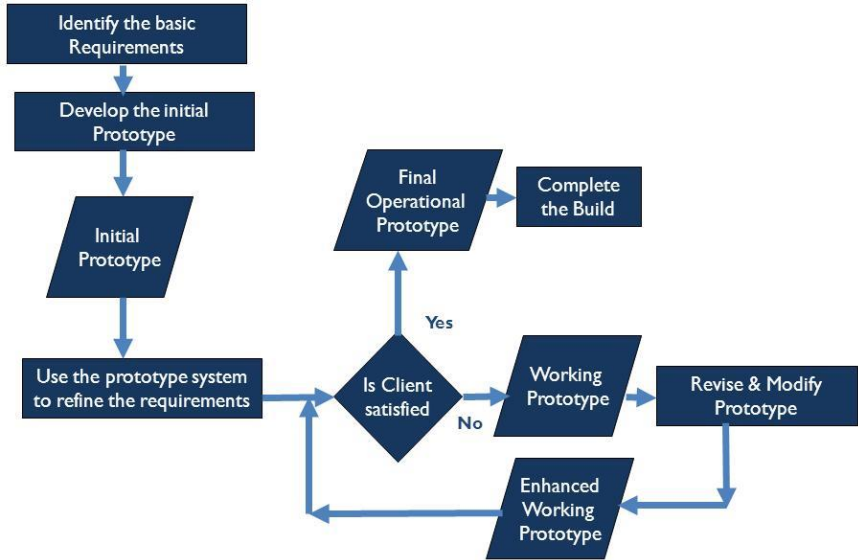 Identify the basic
Requirements
Develop the initial
Prototype
Initial
Prototype
Use the prototype system
to refine the requirements
Is Client
satisfied
Yes
Final
Operational
Prototype
Complete
the Build
No
Working
Prototype
Revise & Modify
Prototype
Enhanced
Working
Prototype